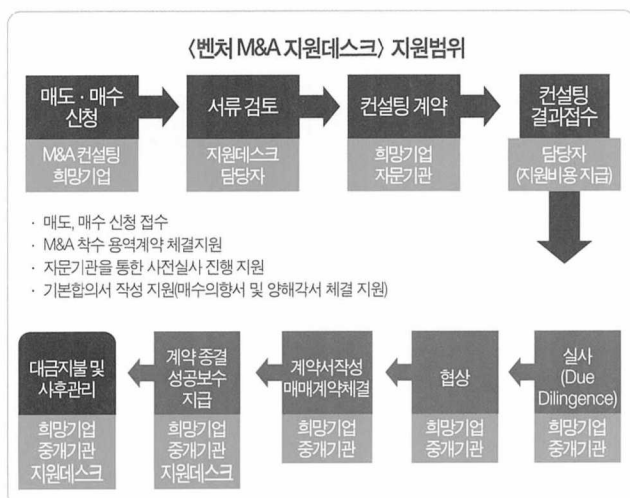 〈벤처 M&A 지원데스크〉 지원범위
매도 · 매수
신청
M&A 컨설팅
희망기업
서류 검토
지원데스크
담당자
컨설팅 계약
희망기업
자문기관
컨설팅
결과접수
담당자
(지원비용 지급)
· 매도, 매수 신청 접수
· M&A 착수 용역계약 체결지원
· 자문기관을 통한 사전실사 진행 지원
· 기본합의서 작성 지원(매수의향서 및 양해각서 체결 지원)
대금지불 및
사후관리
희망기업
중개기관
지원데스크
계약 종결
성공보수
지급
희망기업
중개기관
지원데스크
계약서작성
매매계약체결
희망기업
중개기관
협상
희망기업
중개기관
실사
(Due
Dilingence)
희망기업
중개기관